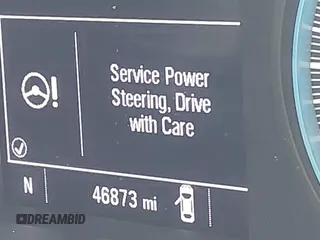 Service Power
Steering, Drive
with Care
N
46873 mi
DREAMBID